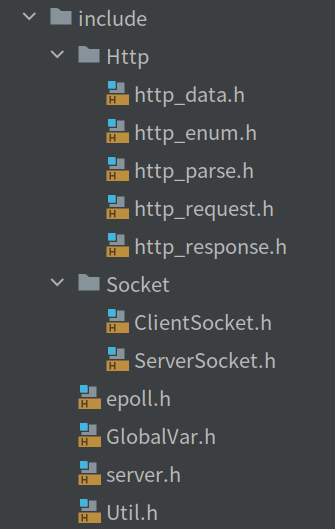 include
Http
http_data.h
http_enum.h
http_parse.h
http_request.h
http_response.h
Socket
ClientSocket.h
ServerSocket.h
epoll.h
GlobalVar.h
server.h
Util.h